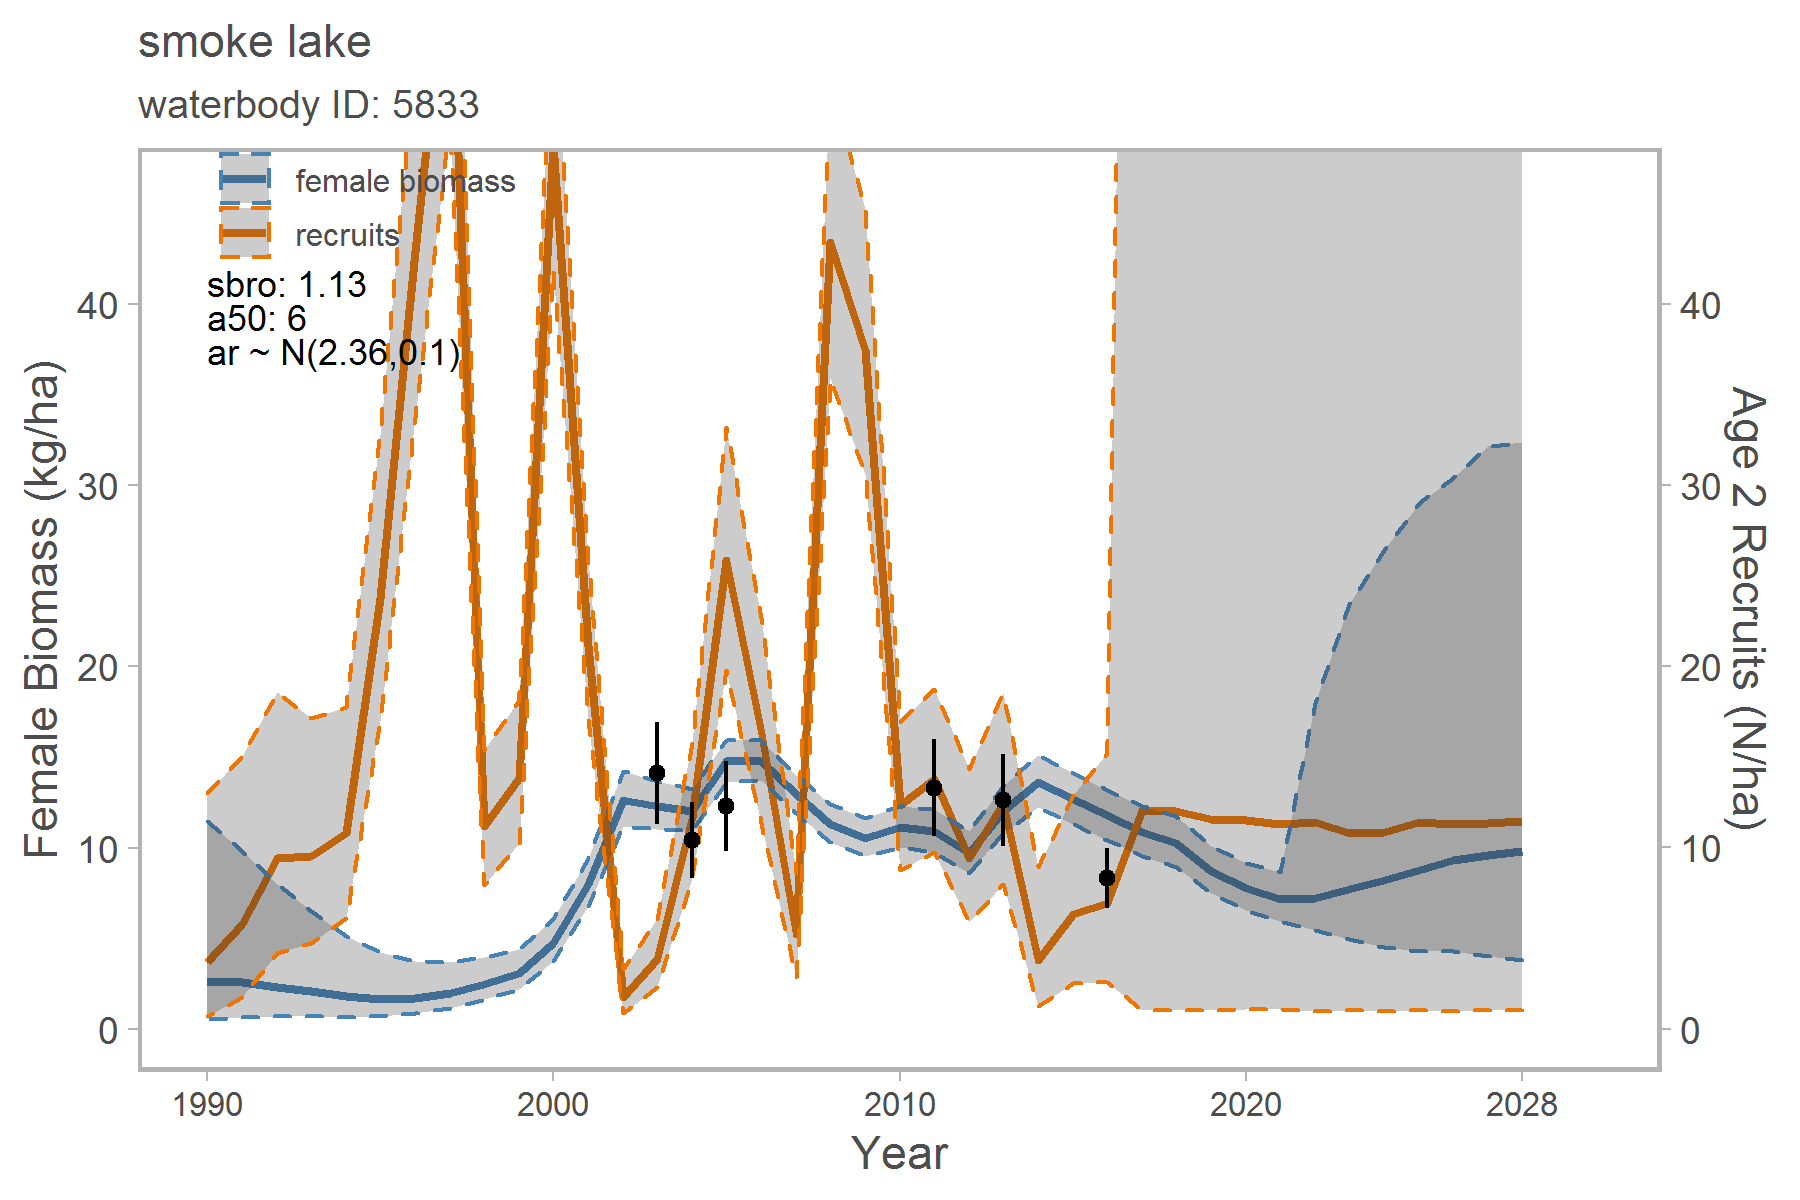 smoke lake
waterbody ID: 5833
female biomass
recruits
sbro: 1.13
a50: 6
ar ~ N(2.36,0.1)
Female Biomass (kg/ha)
40
30
20
10
0
40
30
20
10
0
Age 2 Recruits (N/ha)
1990
2000
2010
2020
2028
Year